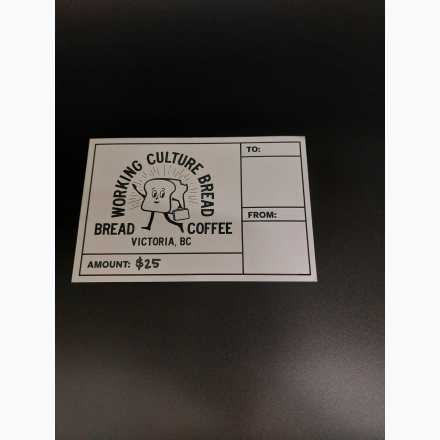 WORKING CULTURE BREAD
BREAD COFFEE
VICTORIA, BC
AMOUNT: $25
TO:
FROM: